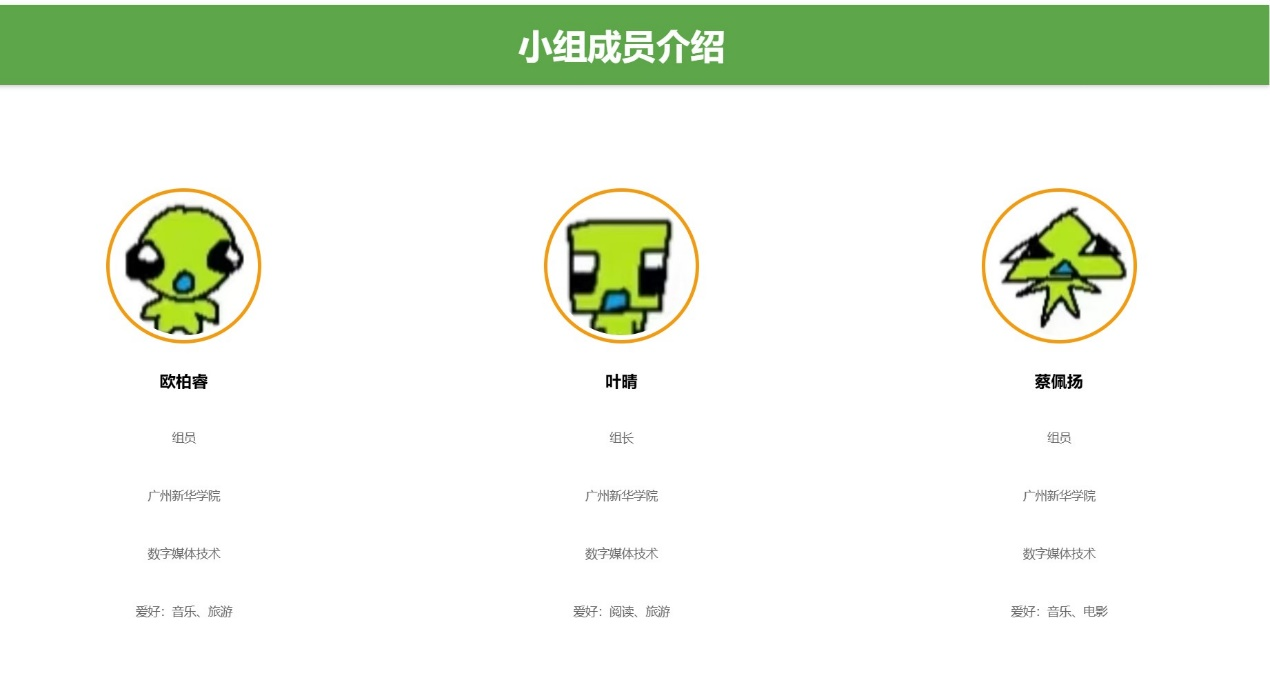 小组成员介绍
欧柏睿
组员
广州新华学院
数字媒体技术
爱好：音乐、旅游
叶晴
组长
广州新华学院
数字媒体技术
爱好：阅读、旅游
蔡佩扬
组员
广州新华学院
数字媒体技术
爱好：音乐、电影